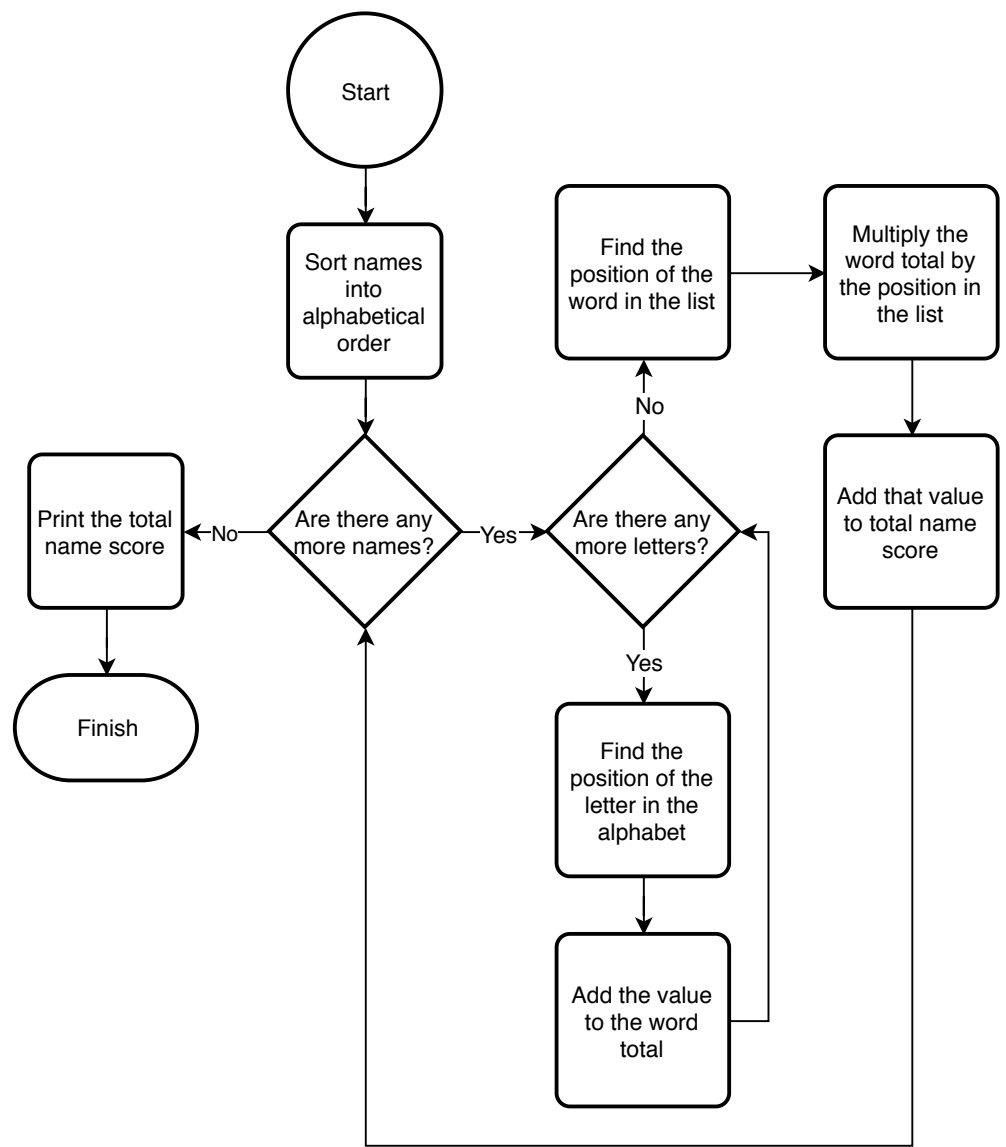 Start
Sort names
into
alphabetical
order
Are there any
more names?
No
Print the total
name score
Finish
Yes
Are there any
more letters?
No
Find the
position of the
word in the list
Multiply the
word total by
the position in
the list
Add that value
to total name
score
Yes
Find the
position of the
letter in the
alphabet
Add the value
to the word
total